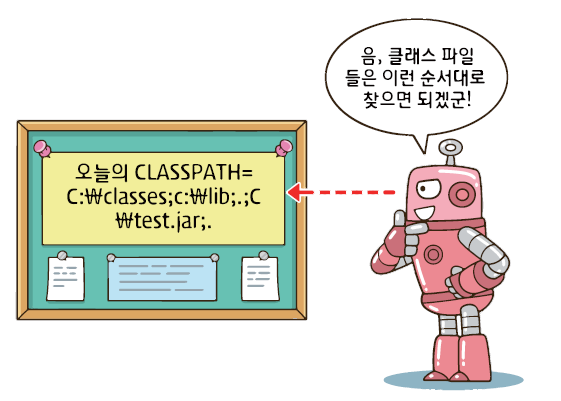 음, 클래스 파일
들은 이런 순서대로
찾으면 되겠군!
오늘의 CLASSPATH=
C:₩classes;c:₩lib;.;C
₩test.jar;.